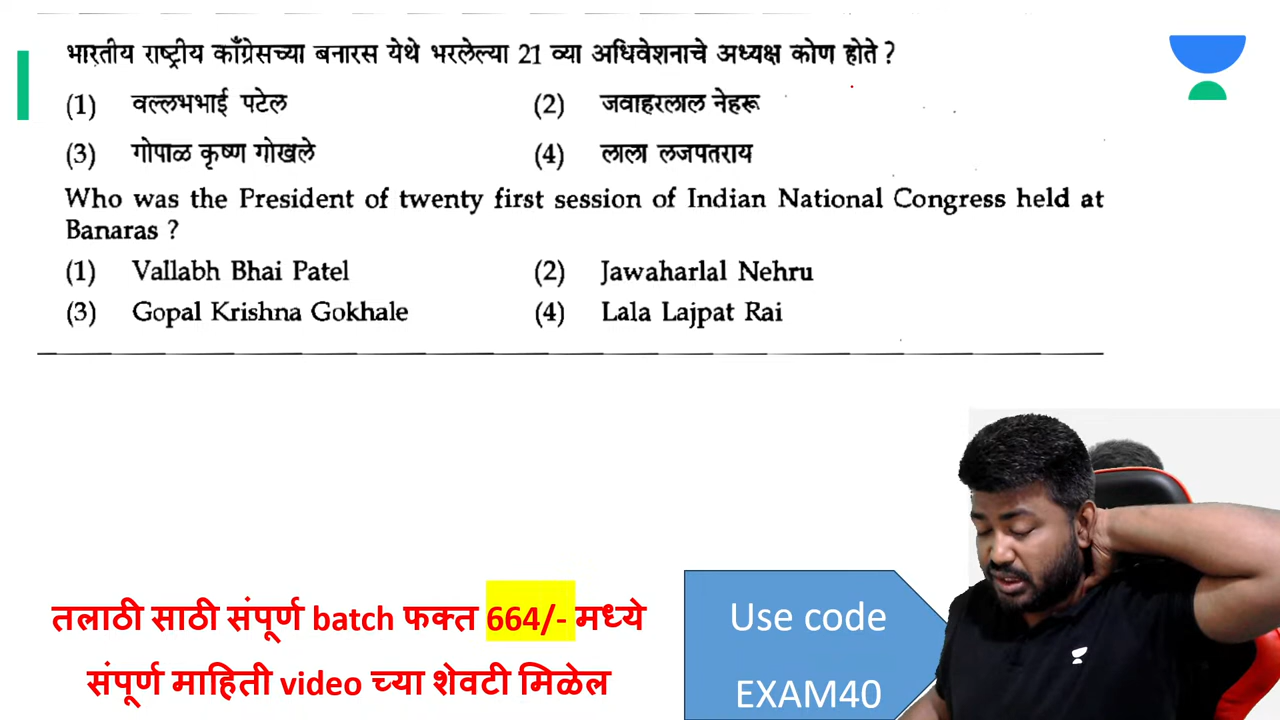 भारतीय राष्ट्रीय काँग्रेसच्या बनारस येथे भरलेल्या 21 व्या अधिवेशनाचे अध्यक्ष कोण होते ?
(1) वल्लभभाई पटेल (2) जवाहरलाल नेहरू
(3) गोपाळ कृष्ण गोखले (4) लाला लजपतराय
Who was the President of twenty first session of Indian National Congress held at
Banaras ?
(1) Vallabh Bhai Patel (2) Jawaharlal Nehru
(3) Gopal Krishna Gokhale (4) Lala Lajpat Rai
तलाठी साठी संपूर्ण batch फक्त 664/- मध्ये
संपूर्ण माहिती video च्या शेवटी मिळेल
Use code
EXAM40